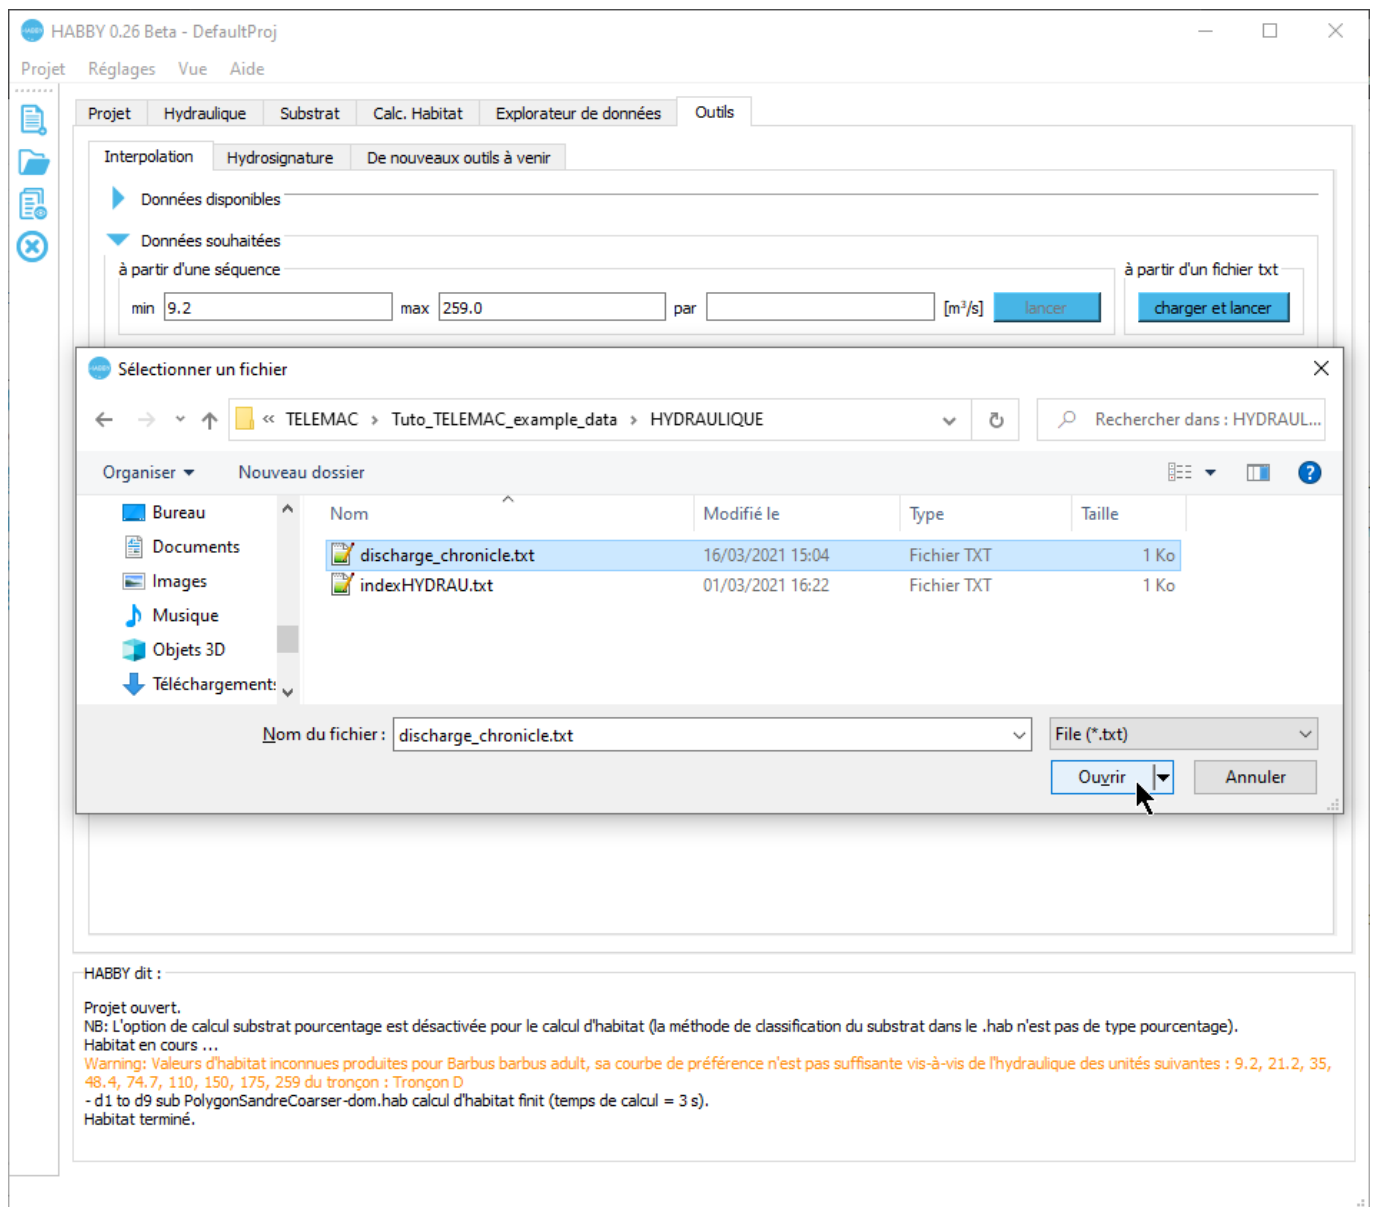 HABBY 0.26 Beta - DefaultProj
Projet Réglages Vue Aide
Projet Hydraulique Substrat Calc. Habitat Explorateur de données Outils
Interpolation Hydrosignature De nouveaux outils à venir
Données disponibles
Données souhaitées
à partir d'une séquence à partir d'un fichier txt
min 9.2 max 259.0 par [m³/s] lancer charger et lancer
Sélectionner un fichier
« TELEMAC › Tuto_TELEMAC_example_data › HYDRAULIQUE Rechercher dans : HYDRAUL...
Organiser Nouveau dossier
Bureau
Documents
Images
Musique
Objets 3D
Téléchargements
Nom Modifié le Type Taille
discharge_chronicle.txt 16/03/2021 15:04 Fichier TXT 1 Ko
indexHYDRAU.txt 01/03/2021 16:22 Fichier TXT 1 Ko
Nom du fichier : discharge_chronicle.txt File (*.txt)
Ouvrir Annuler
HABBY dit :
Projet ouvert.
NB: L'option de calcul substrat pourcentage est désactivée pour le calcul d'habitat (la méthode de classification du substrat dans le .hab n'est pas de type pourcentage).
Habitat en cours ...
Warning: Valeurs d'habitat inconnues produites pour Barbus barbus adult, sa courbe de préférence n'est pas suffisante vis-à-vis de l'hydraulique des unités suivantes : 9.2, 21.2, 35,
48.4, 74.7, 110, 150, 175, 259 du tronçon : Tronçon D
- d1 to d9 sub PolygonSandreCoarser-dom.hab calcul d'habitat finit (temps de calcul = 3 s).
Habitat terminé.